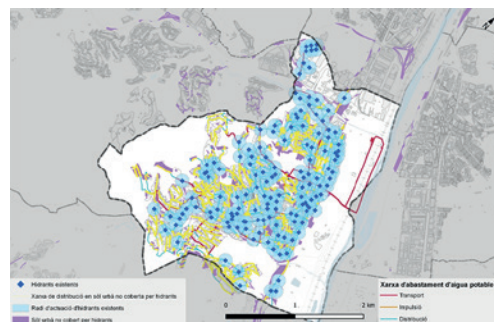 Hidrants existents
Xarxa de distribució en sòl urbà no coberta per hidrants
Radi d'actuació d'hidrants existents
Sòl urbà no cobert per hidrants
0 1 2 km
Xarxa d'abastament d'aigua potable
Transport
Impulsió
Distribució